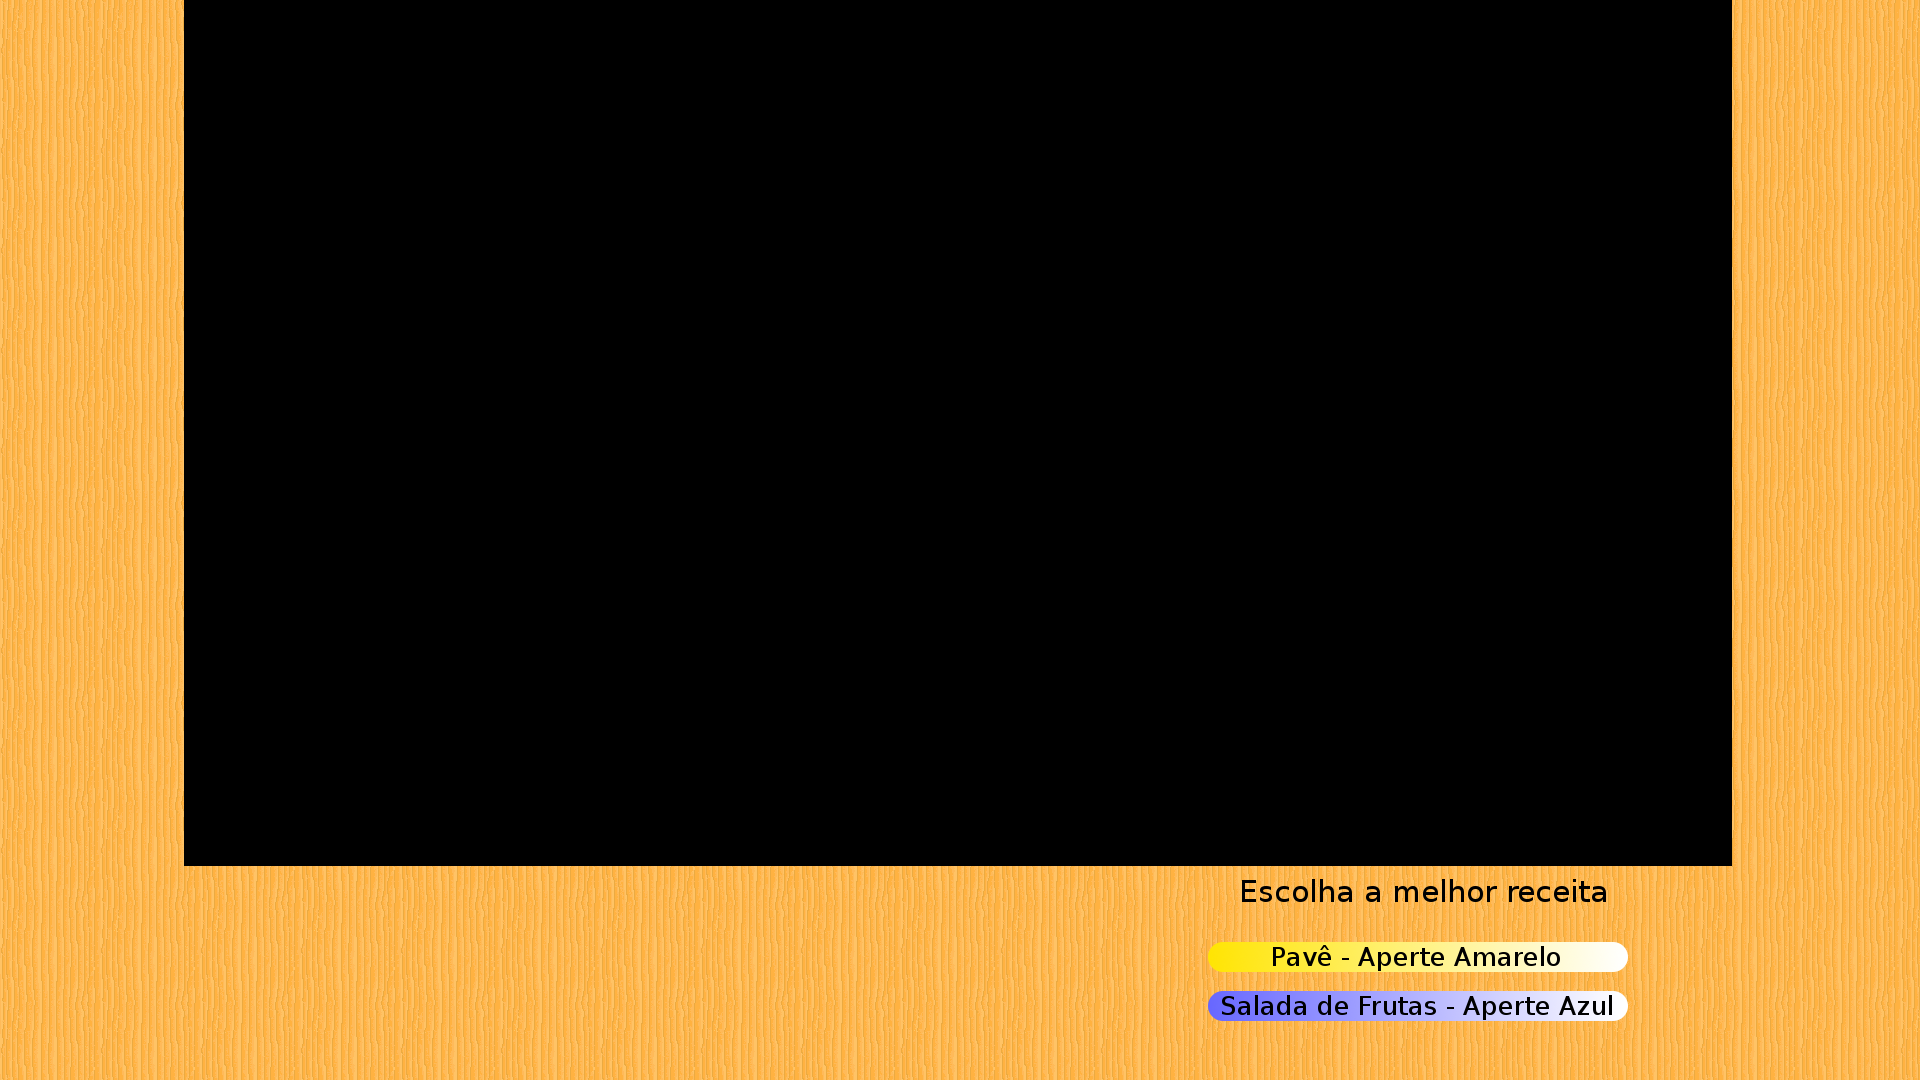 Escolha a melhor receita
Pavê - Aperte Amarelo
Salada de Frutas - Aperte Azul